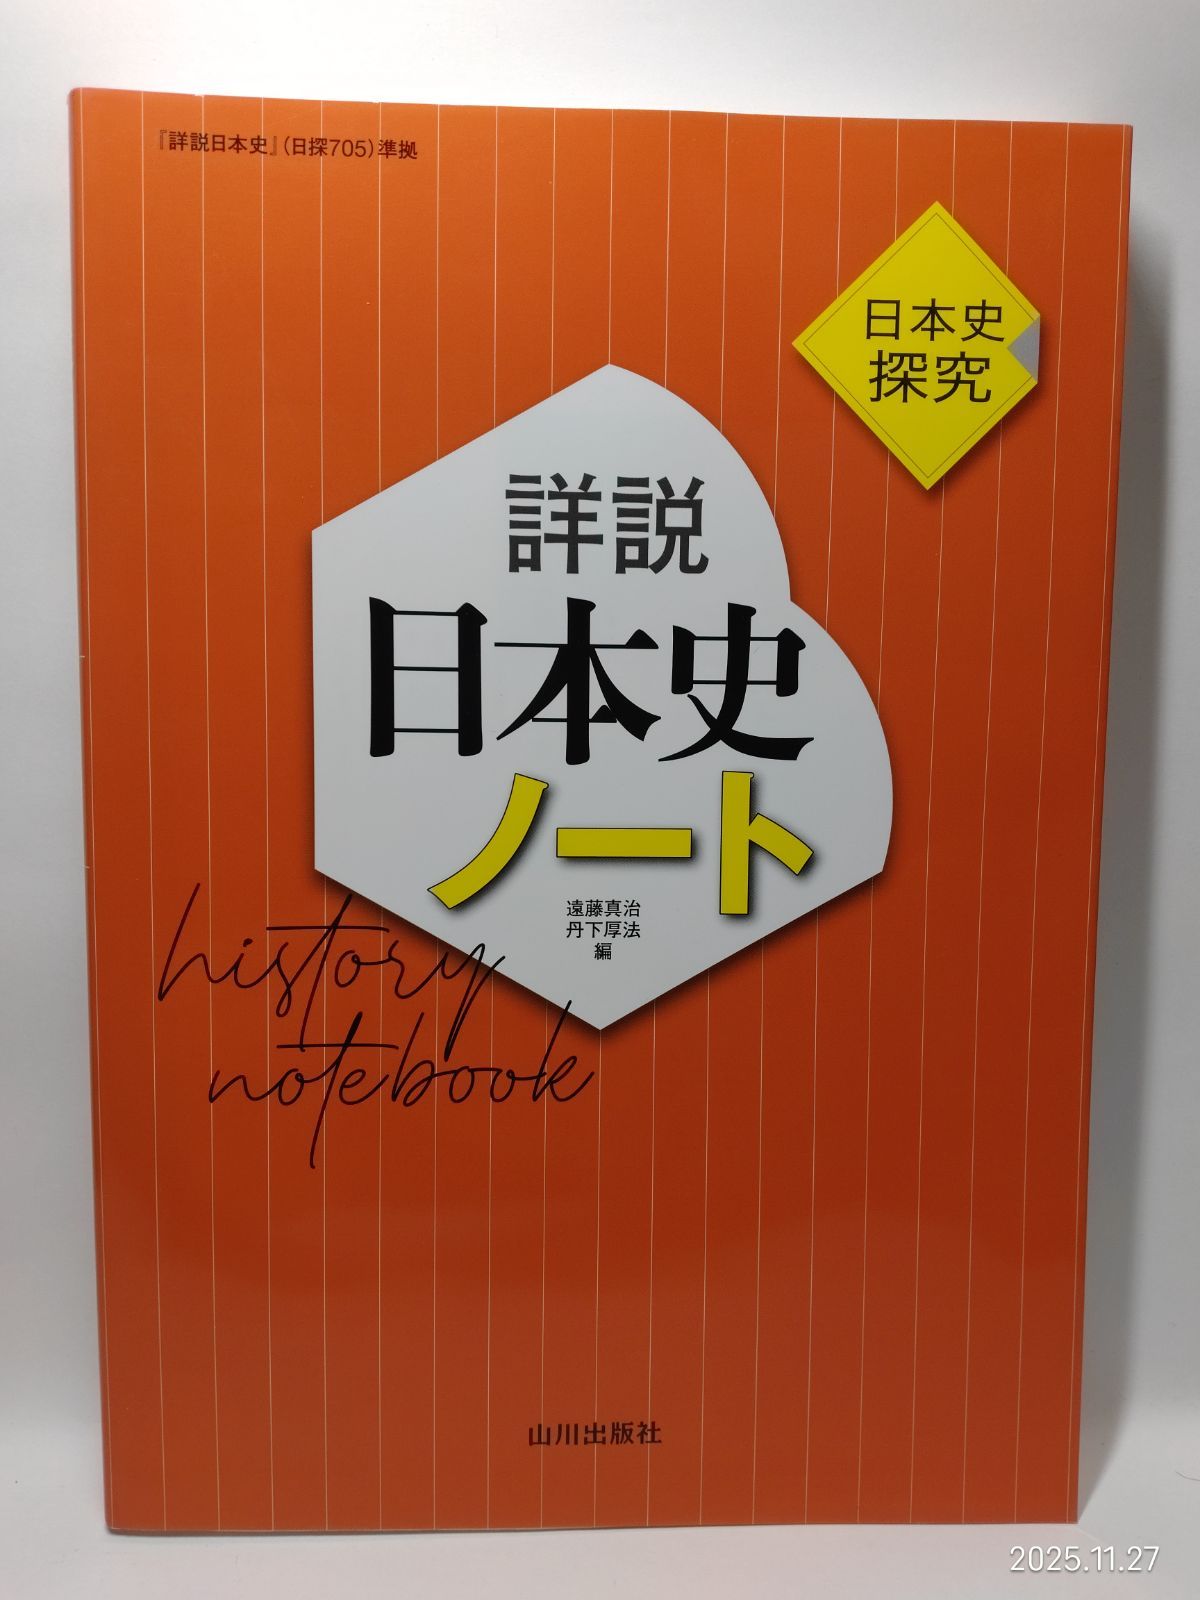 『詳説日本史』(日探705)準拠
日本史
探究
詳説
日本史
ノート
遠藤真治
丹下厚法
編
history
notebook
山川出版社
2025.11.27